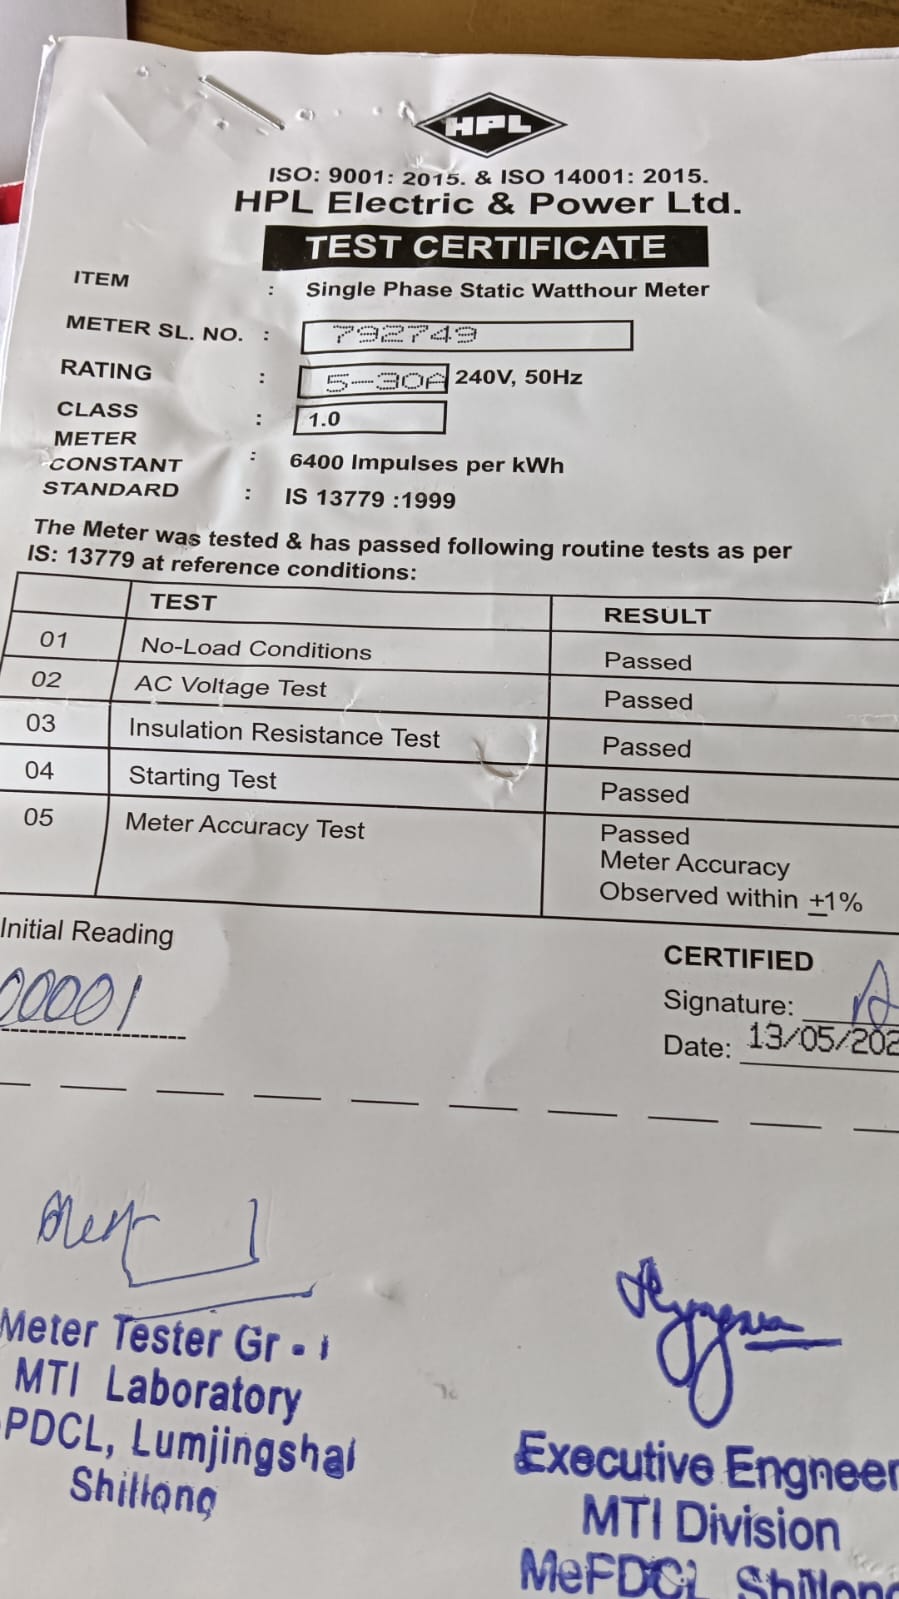 HPL
ISO: 9001: 2015. & ISO 14001: 2015.
HPL Electric & Power Ltd.
TEST CERTIFICATE
ITEM : Single Phase Static Watthour Meter
METER SL. NO. : 792749
RATING : 5-30A 240V, 50Hz
CLASS : 1.0
METER
CONSTANT : 6400 Impulses per kWh
STANDARD : IS 13779 :1999
The Meter was tested & has passed following routine tests as per
IS: 13779 at reference conditions:
TEST RESULT
01 No-Load Conditions Passed
02 AC Voltage Test Passed
03 Insulation Resistance Test Passed
04 Starting Test Passed
05 Meter Accuracy Test Passed
Meter Accuracy
Observed within ±1%
Initial Reading
00001
CERTIFIED
Signature:
Date: 13/05/202
Meter Tester Gr - I
MTI Laboratory
PDCL, Lumjingshai
Shillong
Executive Engneer
MTI Division
MePDCL Shillong